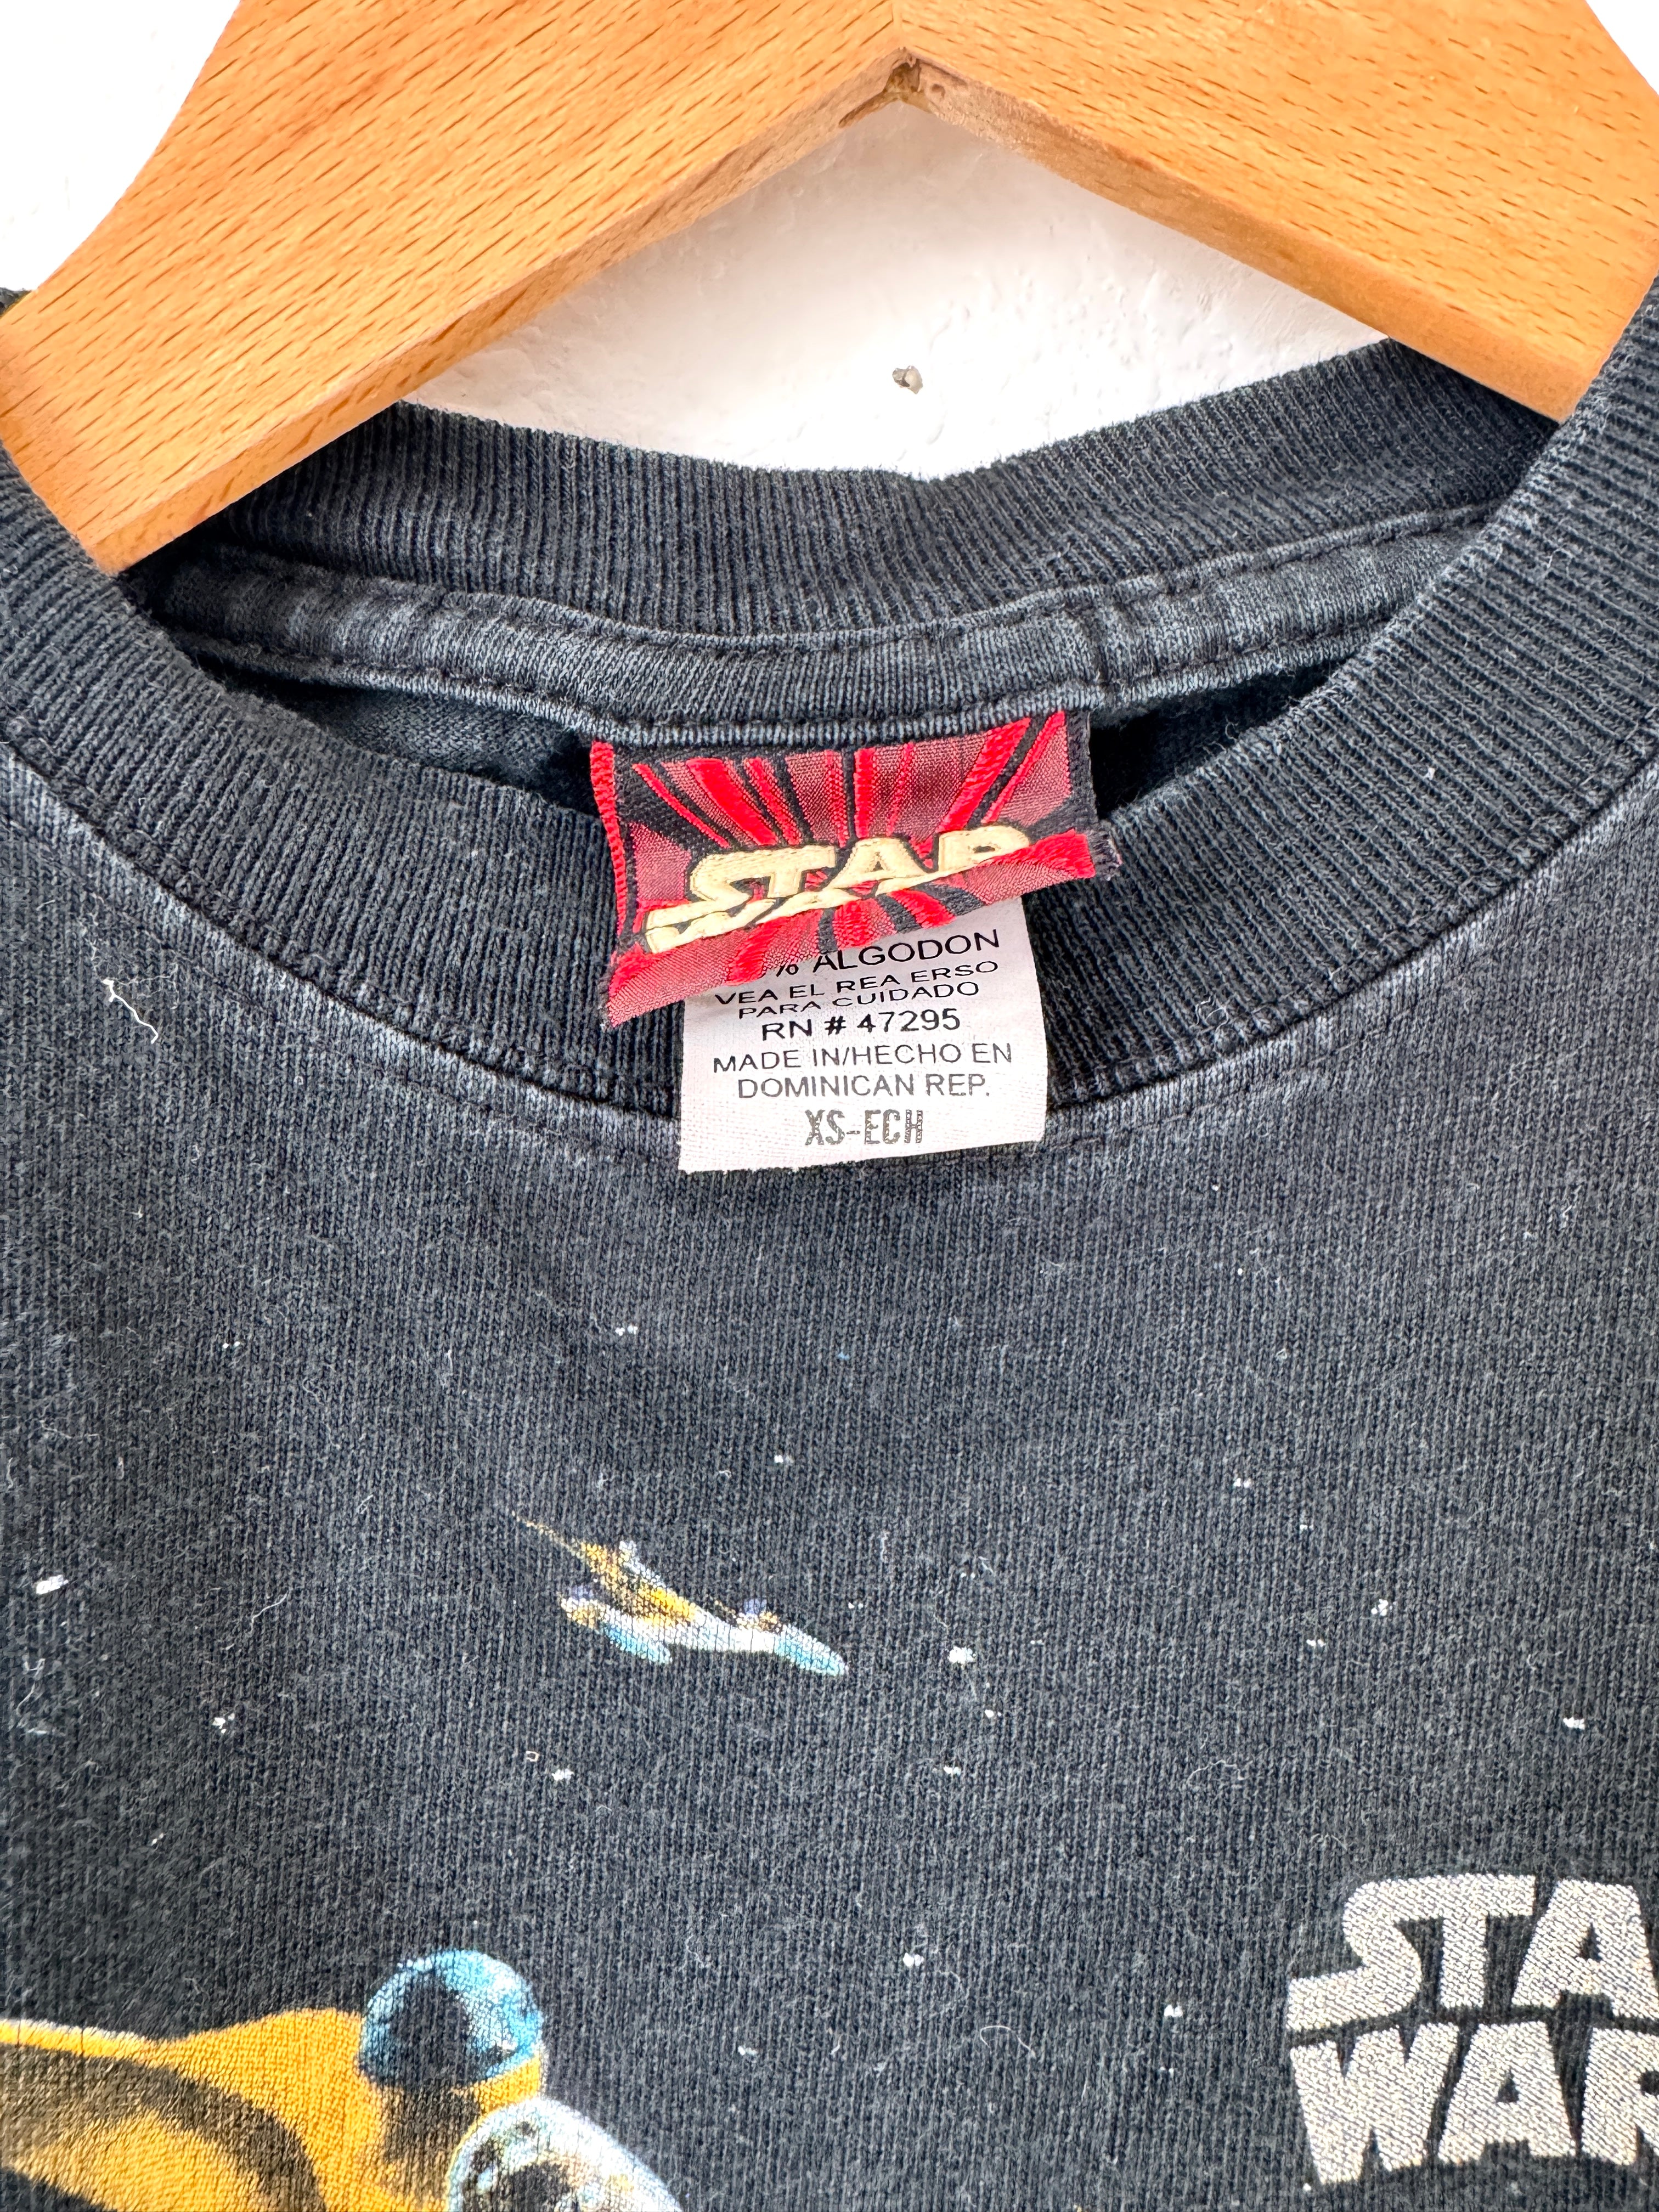 STAR
WARS
% ALGODON
VEA EL REA ERSO
PARA CUIDADO
RN # 47295
MADE IN/HECHO EN
DOMINICAN REP.
XS-ECH
STA
WAR